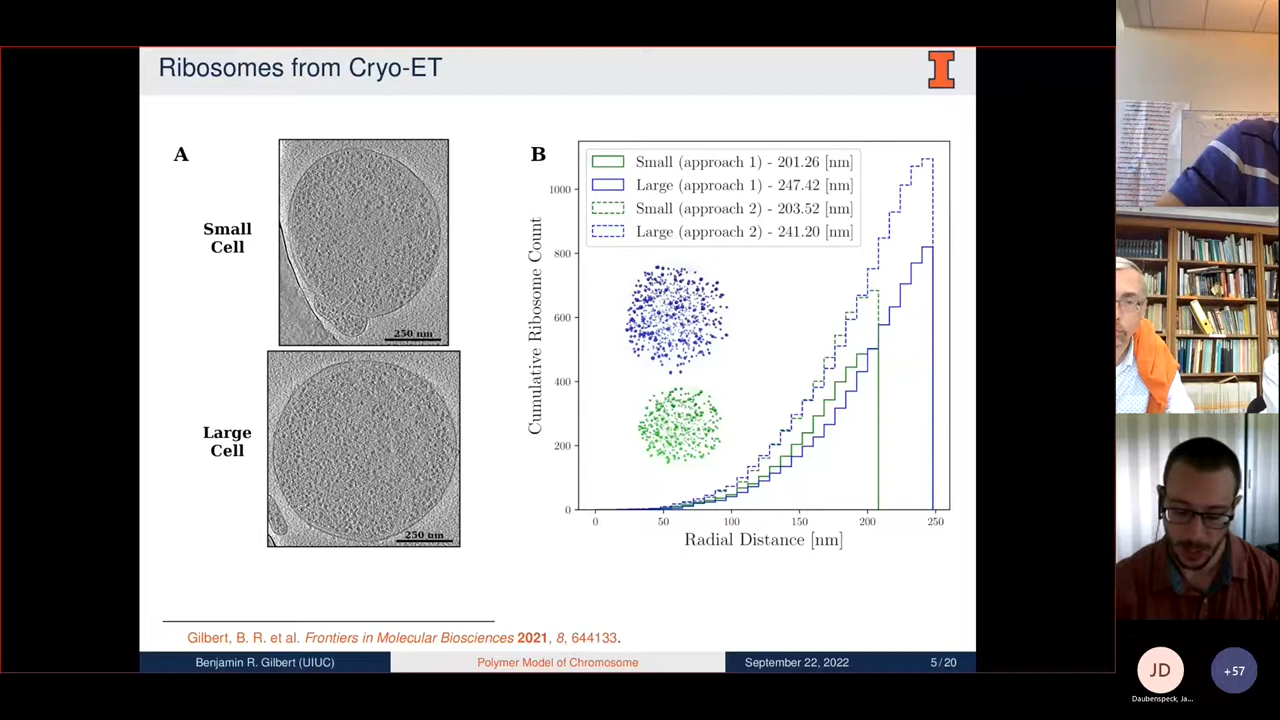 Ribosomes from Cryo-ET
A
Small
Cell
250 nm
Large
Cell
250 nm
B
Small (approach 1) - 201.26 [nm]
Large (approach 1) - 247.42 [nm]
Small (approach 2) - 203.52 [nm]
Large (approach 2) - 241.20 [nm]
Cumulative Ribosome Count
1000
800
600
400
200
0
0 50 100 150 200 250
Radial Distance [nm]
Gilbert, B. R. et al. Frontiers in Molecular Biosciences 2021, 8, 644133.
Benjamin R. Gilbert (UIUC) Polymer Model of Chromosome September 22, 2022 5 / 20
JD
+57
Daubenspeck, Ja...